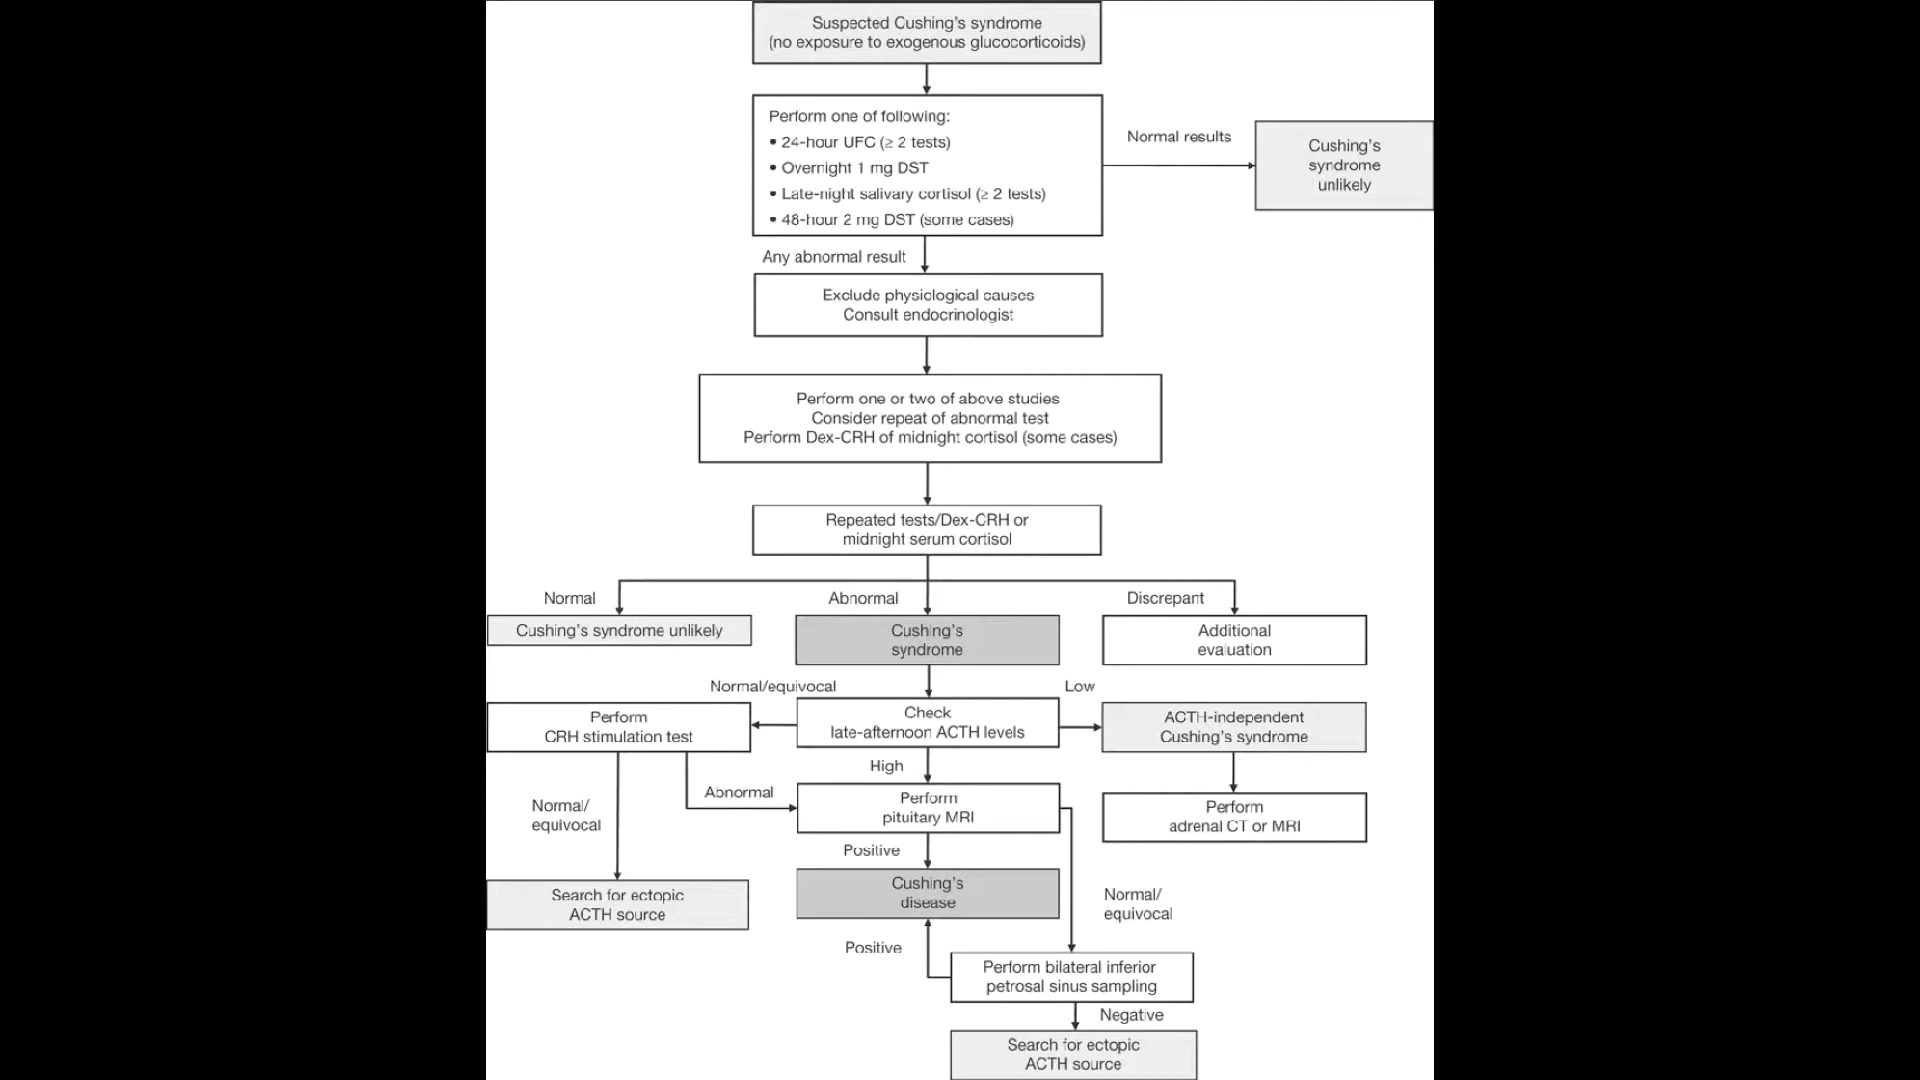 Suspected Cushing's syndrome
(no exposure to exogenous glucocorticoids)
Perform one of following:
• 24-hour UFC (≥ 2 tests)
• Overnight 1 mg DST
• Late-night salivary cortisol (≥ 2 tests)
• 48-hour 2 mg DST (some cases)
Normal results
Cushing's
syndrome
unlikely
Any abnormal result
Exclude physiological causes
Consult endocrinologist
Perform one or two of above studies
Consider repeat of abnormal test
Perform Dex-CRH of midnight cortisol (some cases)
Repeated tests/Dex-CRH or
midnight serum cortisol
Normal
Abnormal
Discrepant
Cushing's syndrome unlikely
Cushing's
syndrome
Additional
evaluation
Normal/equivocal
Low
Perform
CRH stimulation test
Check
late-afternoon ACTH levels
ACTH-independent
Cushing's syndrome
High
Abnormal
Normal/
equivocal
Perform
pituitary MRI
Perform
adrenal CT or MRI
Positive
Cushing's
disease
Normal/
equivocal
Search for ectopic
ACTH source
Positive
Perform bilateral inferior
petrosal sinus sampling
Negative
Search for ectopic
ACTH source